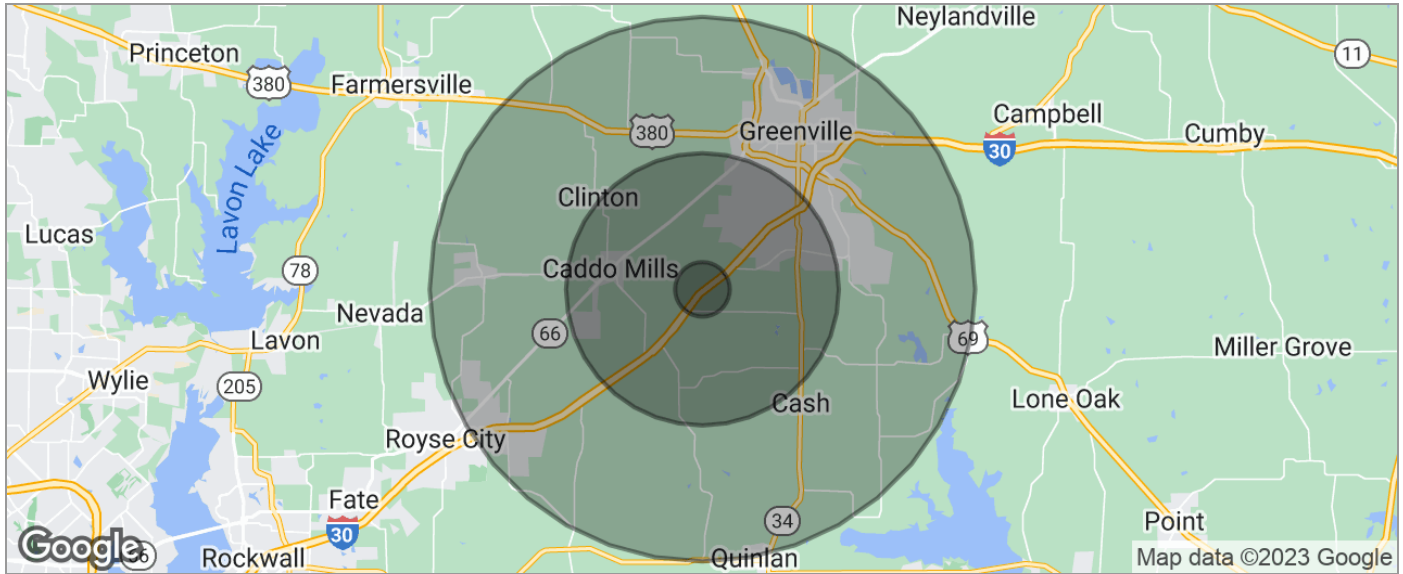 Neylandville
Princeton
11
380
Farmersville
Campbell
Greenville
380
Cumby
30
Lavon Lake
Clinton
Lucas
Caddo Mills
78
Nevada
66
Lavon
69
Miller Grove
Wylie
205
Cash
Lone Oak
Royse City
Fate
34
Point
30
Google
66
Rockwall
Quinlan
Map data ©2023 Google